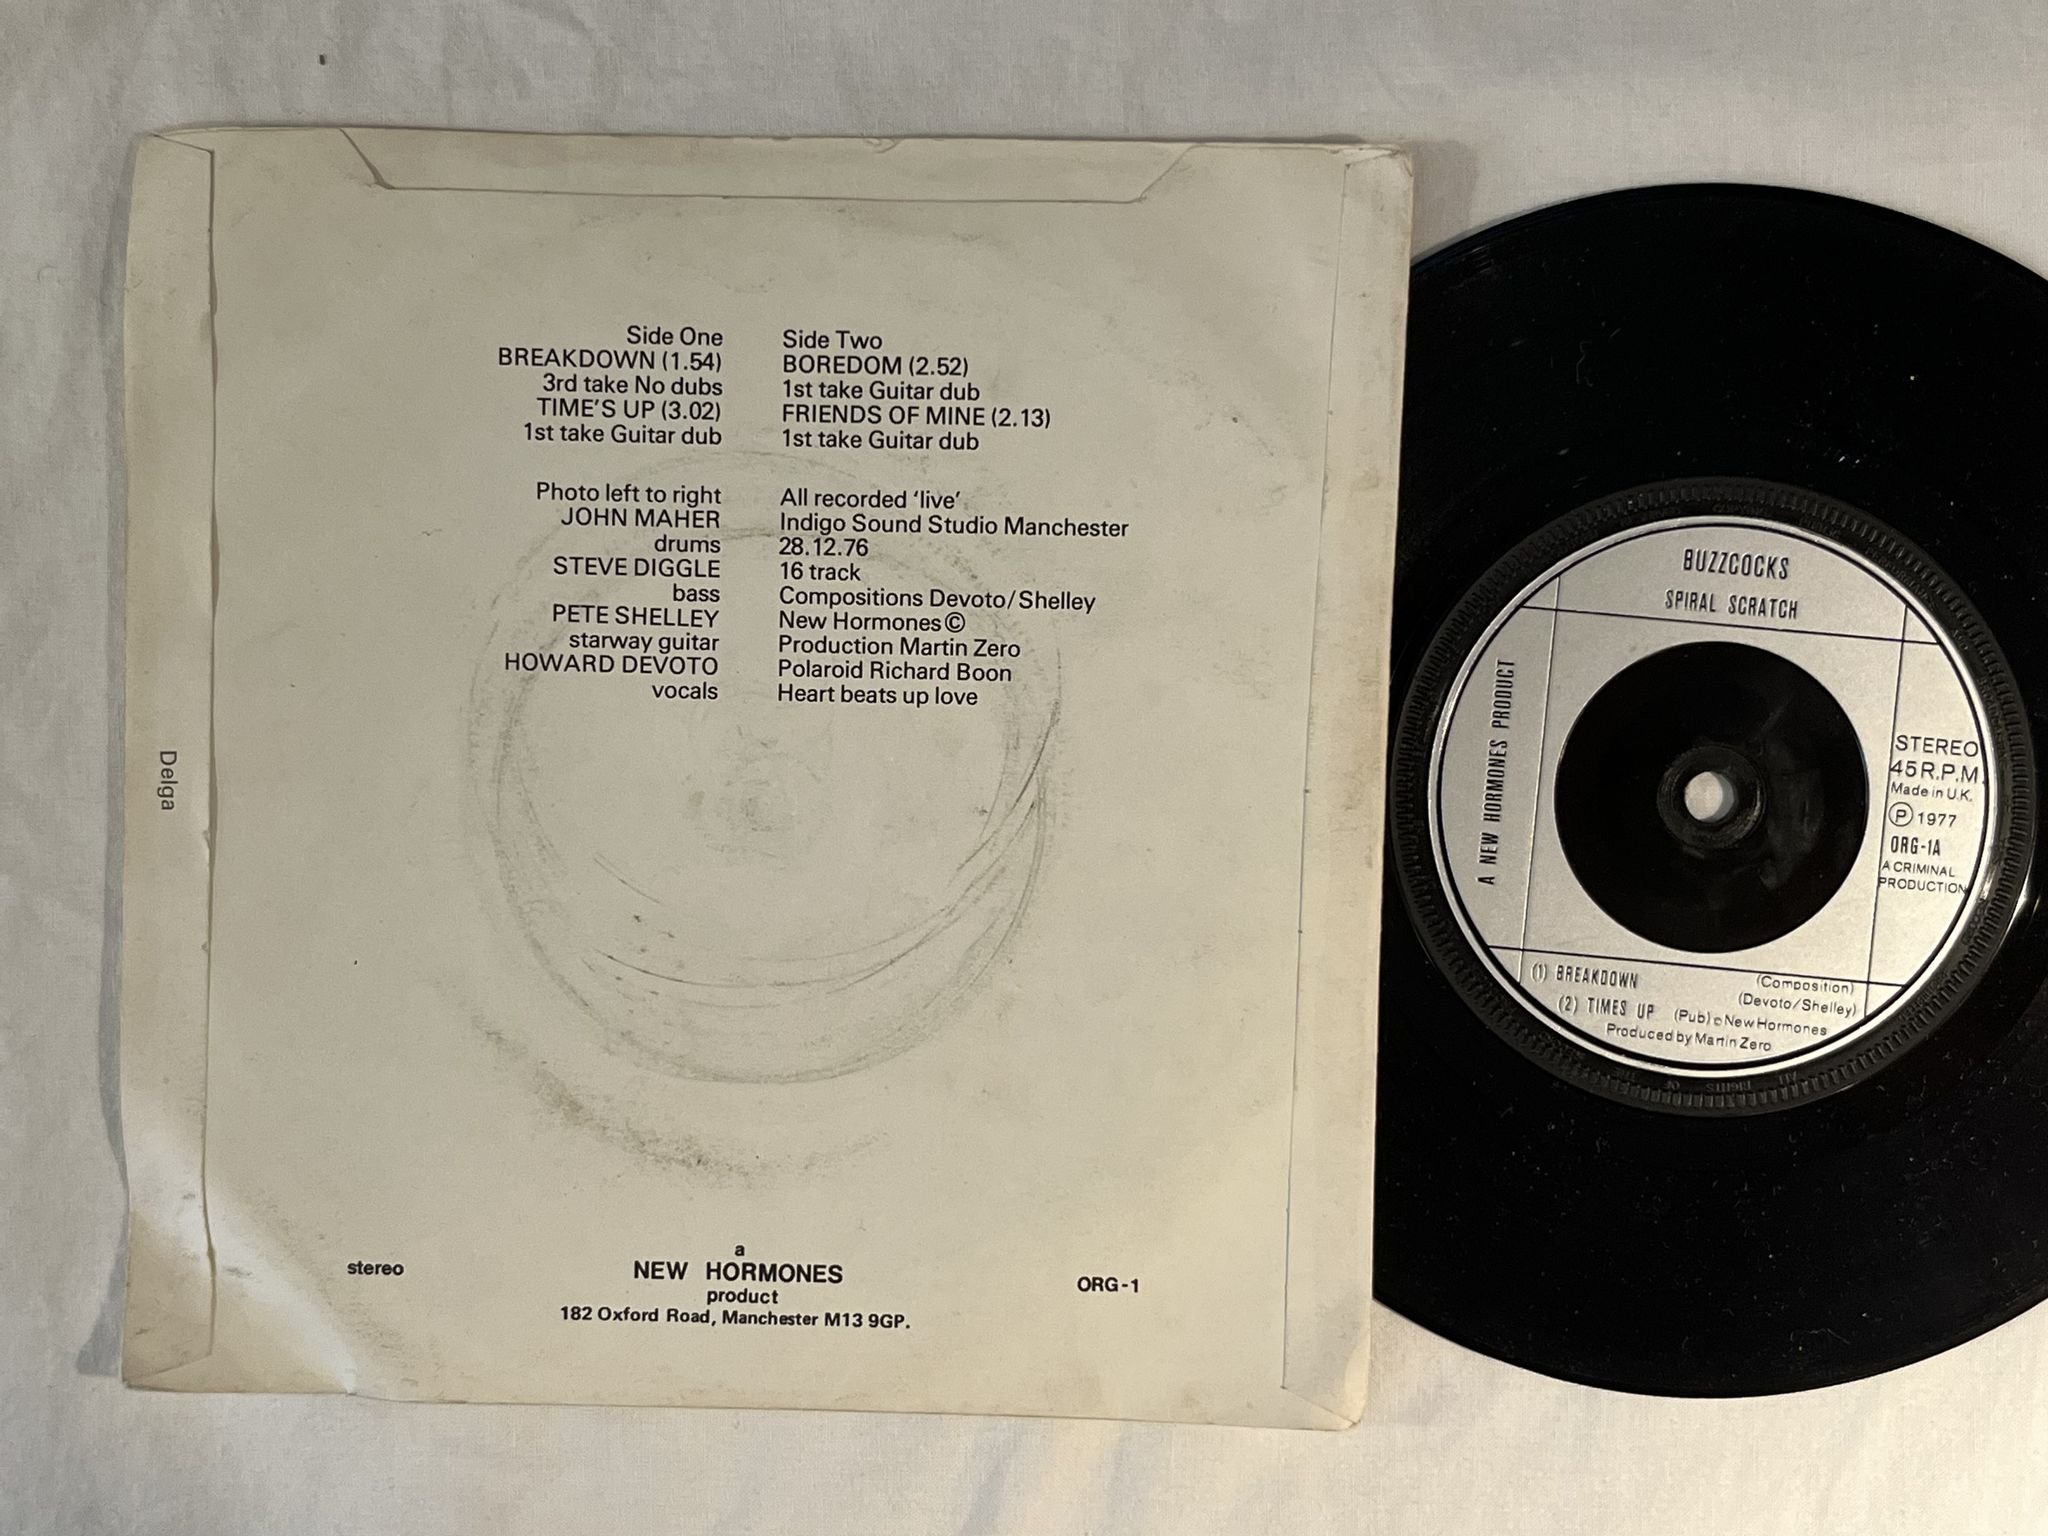 Side One
BREAKDOWN (1.54)
3rd take No dubs
TIME'S UP (3.02)
1st take Guitar dub
Side Two
BOREDOM (2.52)
1st take Guitar dub
FRIENDS OF MINE (2.13)
1st take Guitar dub
Photo left to right
JOHN MAHER
drums
STEVE DIGGLE
bass
PETE SHELLEY
starway guitar
HOWARD DEVOTO
vocals
All recorded 'live'
Indigo Sound Studio Manchester
28.12.76
16 track
Compositions Devoto/Shelley
New Hormones ©
Production Martin Zero
Polaroid Richard Boon
Heart beats up love
Delga
stereo
a
NEW HORMONES
product
182 Oxford Road, Manchester M13 9GP.
ORG-1
BUZZCOCKS
SPIRAL SCRATCH
A NEW HORMONES PRODUCT
STEREO
45 R.P.M.
Made in U.K.
Ⓟ 1977
ORG-1A
A CRIMINAL
PRODUCTION
(1) BREAKDOWN (Composition)
(Devoto/Shelley)
(2) TIMES UP (Pub) © New Hormones
Produced by Martin Zero
ALL RIGHTS OF THE